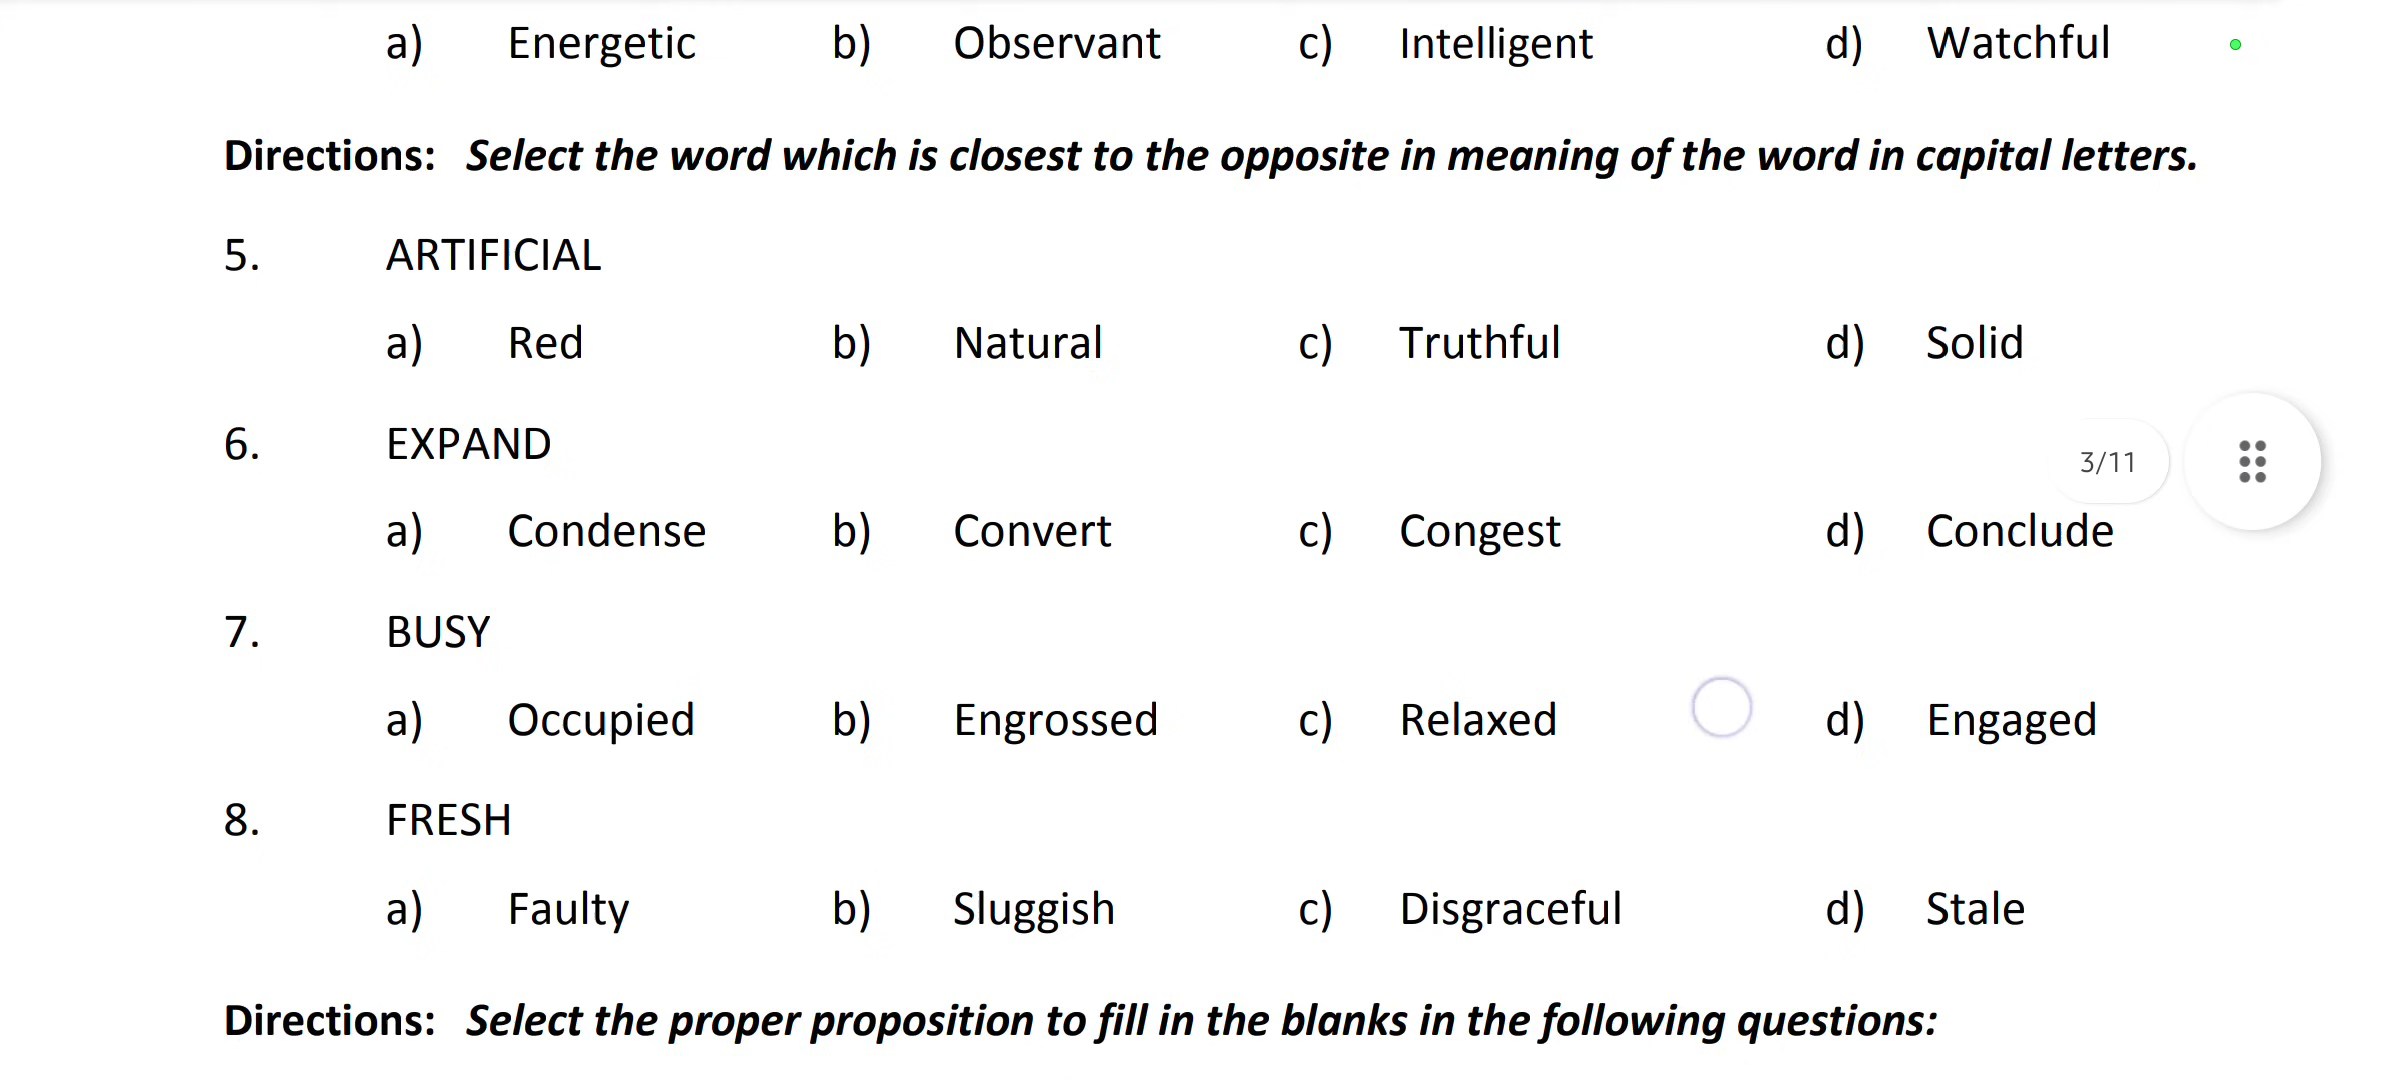 a) Energetic b) Observant c) Intelligent d) Watchful
Directions: Select the word which is closest to the opposite in meaning of the word in capital letters.
5. ARTIFICIAL
a) Red b) Natural c) Truthful d) Solid
6. EXPAND
3/11
a) Condense b) Convert c) Congest d) Conclude
7. BUSY
a) Occupied b) Engrossed c) Relaxed d) Engaged
8. FRESH
a) Faulty b) Sluggish c) Disgraceful d) Stale
Directions: Select the proper proposition to fill in the blanks in the following questions: